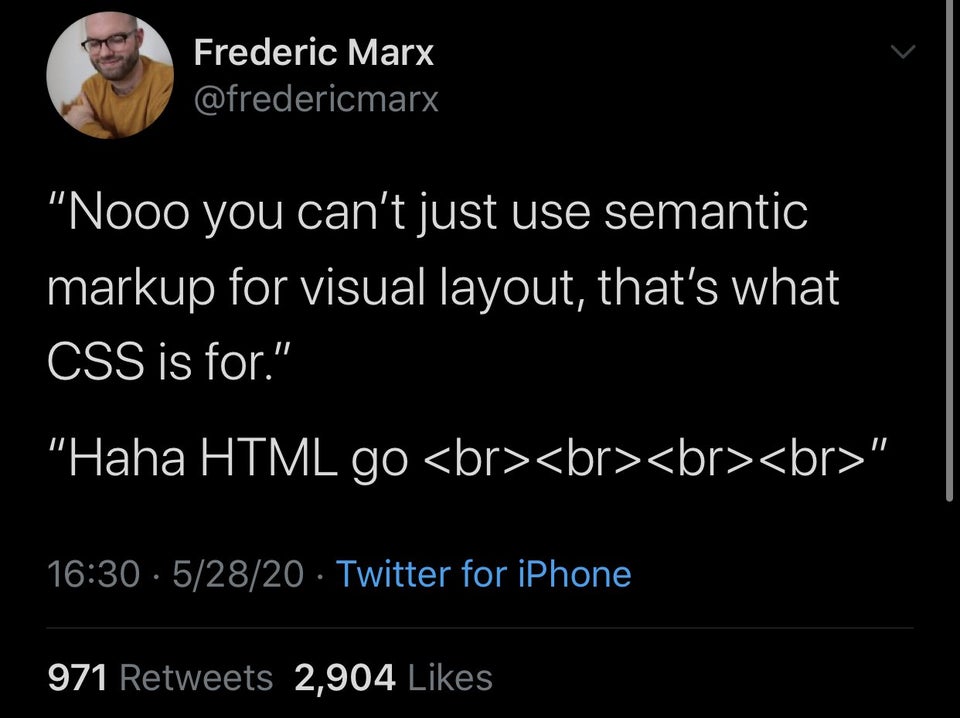 Frederic Marx
@fredericmarx
“Nooo you can’t just use semantic
markup for visual layout, that’s what
CSS is for.”
“Haha HTML go <br><br><br><br>”
16:30 · 5/28/20 · Twitter for iPhone
971 Retweets 2,904 Likes